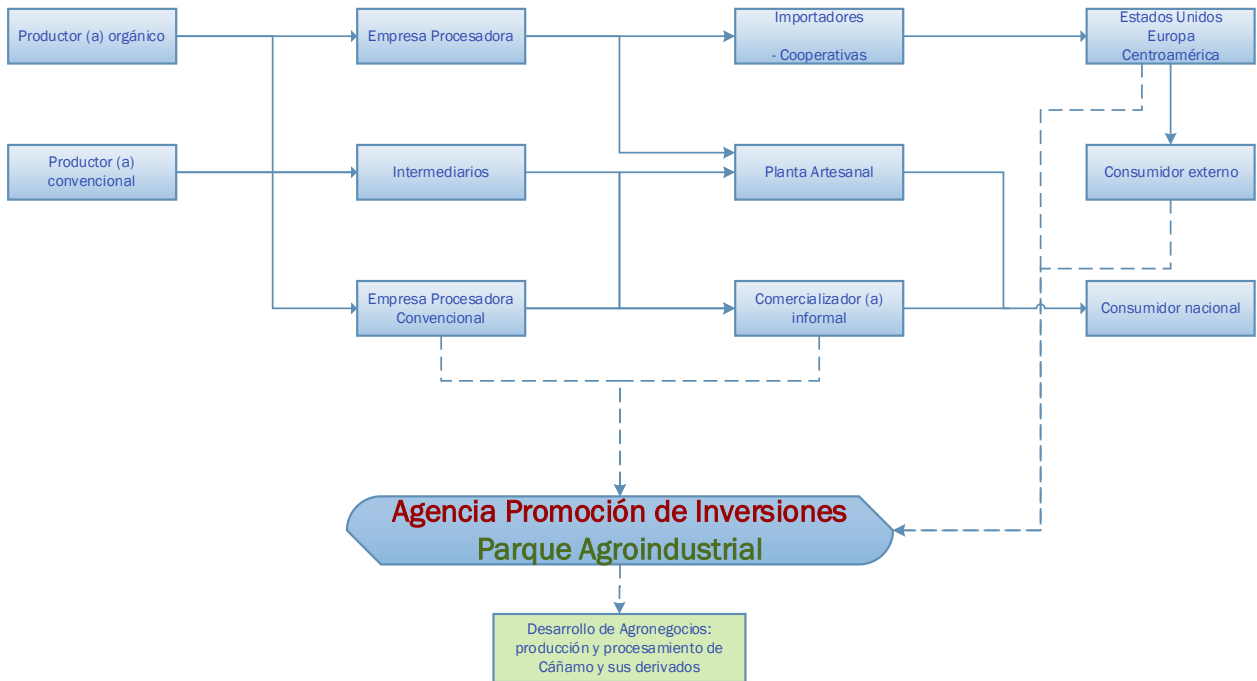 Productor (a) orgánico
Empresa Procesadora
Importadores
- Cooperativas
Estados Unidos
Europa
Centroamérica
Productor (a)
convencional
Intermediarios
Planta Artesanal
Consumidor externo
Empresa Procesadora
Convencional
Comercializador (a)
informal
Consumidor nacional
Agencia Promoción de Inversiones
Parque Agroindustrial
Desarrollo de Agronegocios:
producción y procesamiento de
Cáñamo y sus derivados